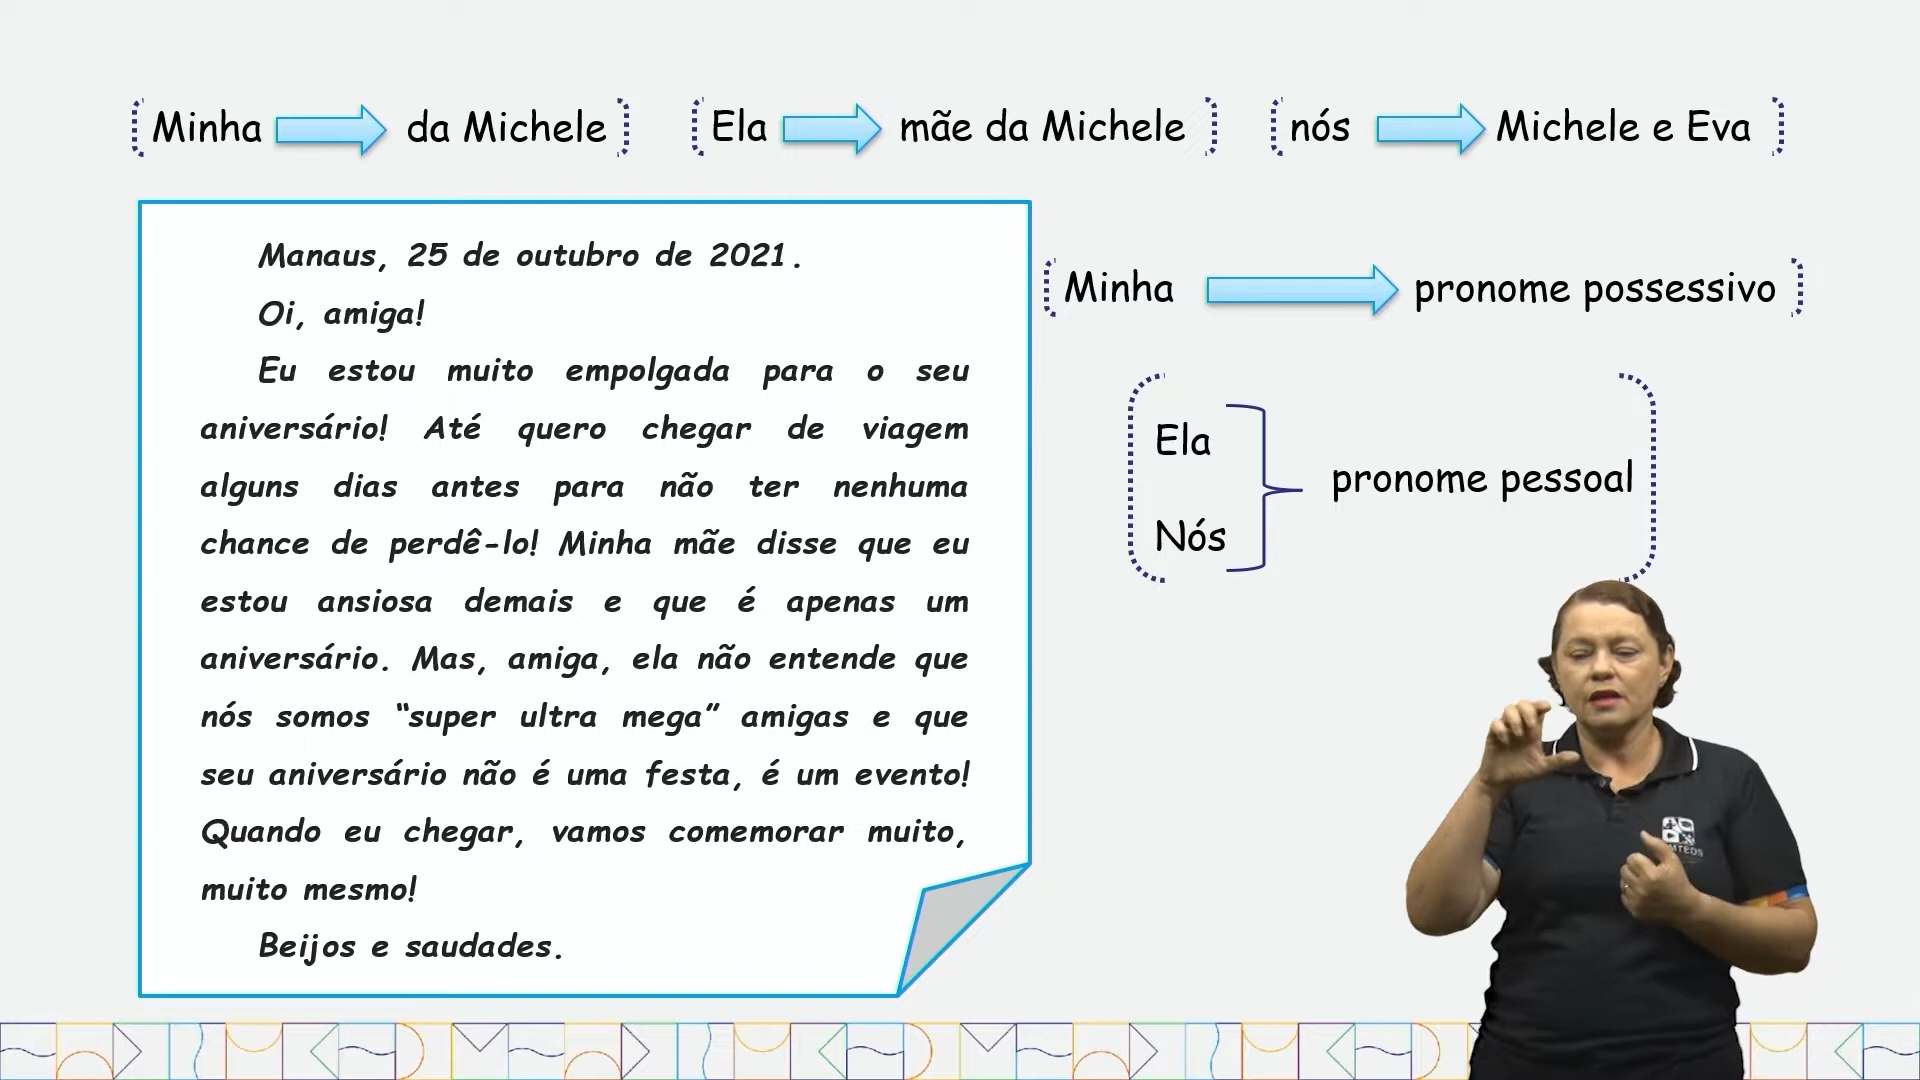 Minha da Michele Ela mãe da Michele nós Michele e Eva
Manaus, 25 de outubro de 2021.
Oi, amiga!
Eu estou muito empolgada para o seu
aniversário! Até quero chegar de viagem
alguns dias antes para não ter nenhuma
chance de perdê-lo! Minha mãe disse que eu
estou ansiosa demais e que é apenas um
aniversário. Mas, amiga, ela não entende que
nós somos “super ultra mega” amigas e que
seu aniversário não é uma festa, é um evento!
Quando eu chegar, vamos comemorar muito,
muito mesmo!
Beijos e saudades.
Minha pronome possessivo
Ela
Nós
pronome pessoal